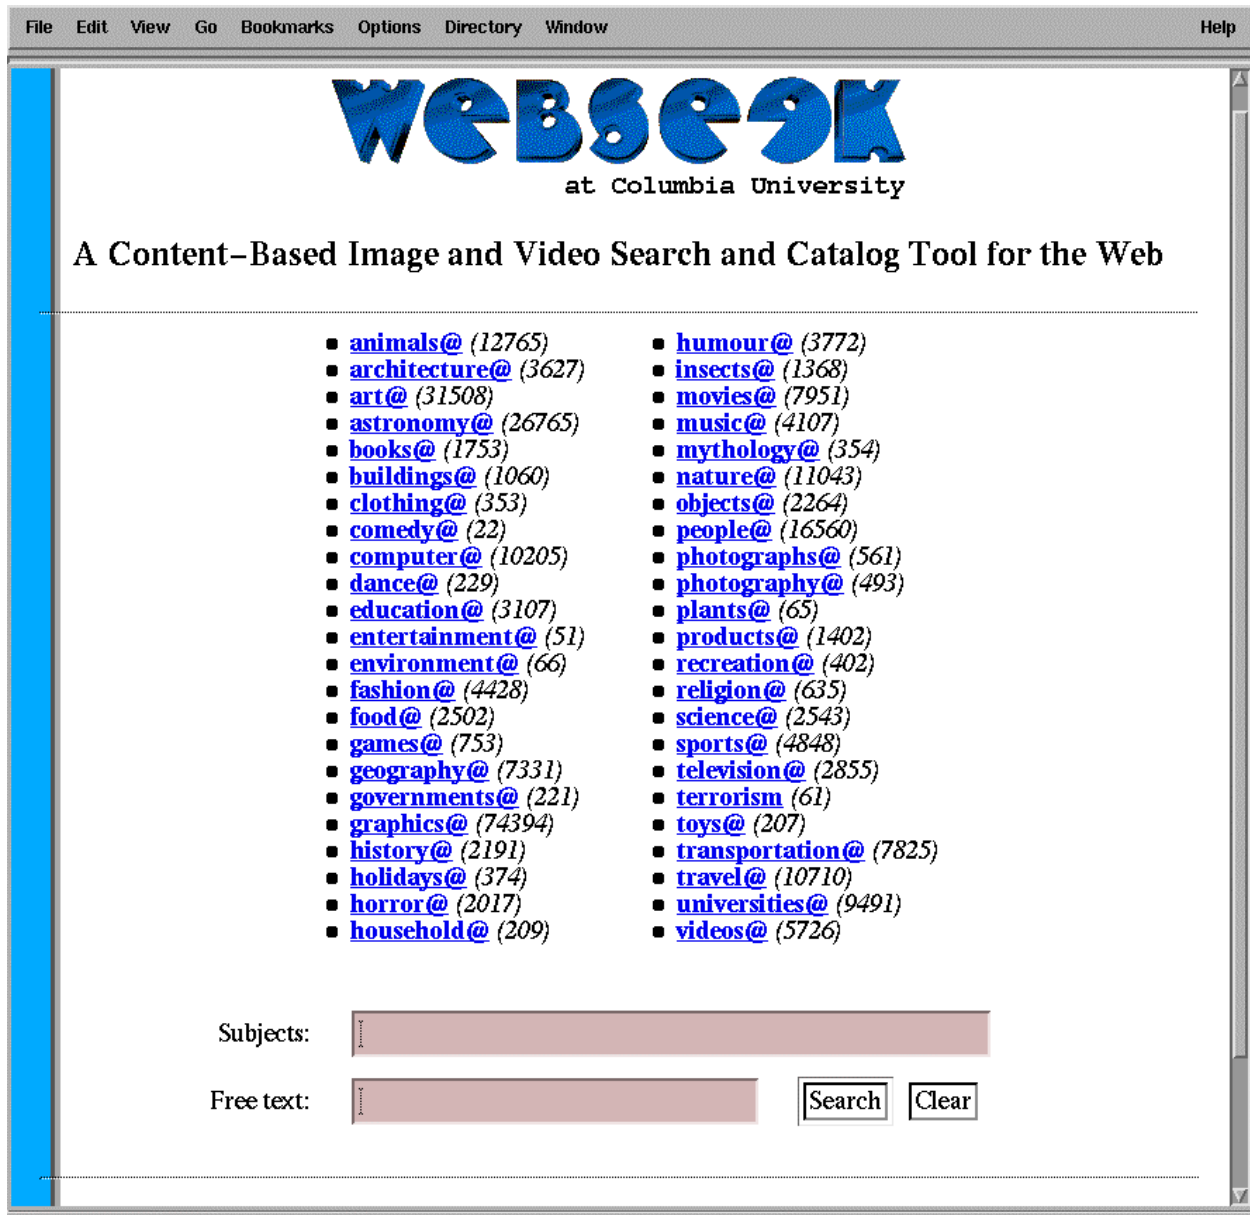 File Edit View Go Bookmarks Options Directory Window Help
WEBSEEK
at Columbia University
A Content-Based Image and Video Search and Catalog Tool for the Web
animals@ (12765)
architecture@ (3627)
art@ (31508)
astronomy@ (26765)
books@ (1753)
buildings@ (1060)
clothing@ (353)
comedy@ (22)
computer@ (10205)
dance@ (229)
education@ (3107)
entertainment@ (51)
environment@ (66)
fashion@ (4428)
food@ (2502)
games@ (753)
geography@ (7331)
governments@ (221)
graphics@ (74394)
history@ (2191)
holidays@ (374)
horror@ (2017)
household@ (209)
humour@ (3772)
insects@ (1368)
movies@ (7951)
music@ (4107)
mythology@ (354)
nature@ (11043)
objects@ (2264)
people@ (16560)
photographs@ (561)
photography@ (493)
plants@ (65)
products@ (1402)
recreation@ (402)
religion@ (635)
science@ (2543)
sports@ (4848)
television@ (2855)
terrorism (61)
toys@ (207)
transportation@ (7825)
travel@ (10710)
universities@ (9491)
videos@ (5726)
Subjects:
Free text: Search Clear